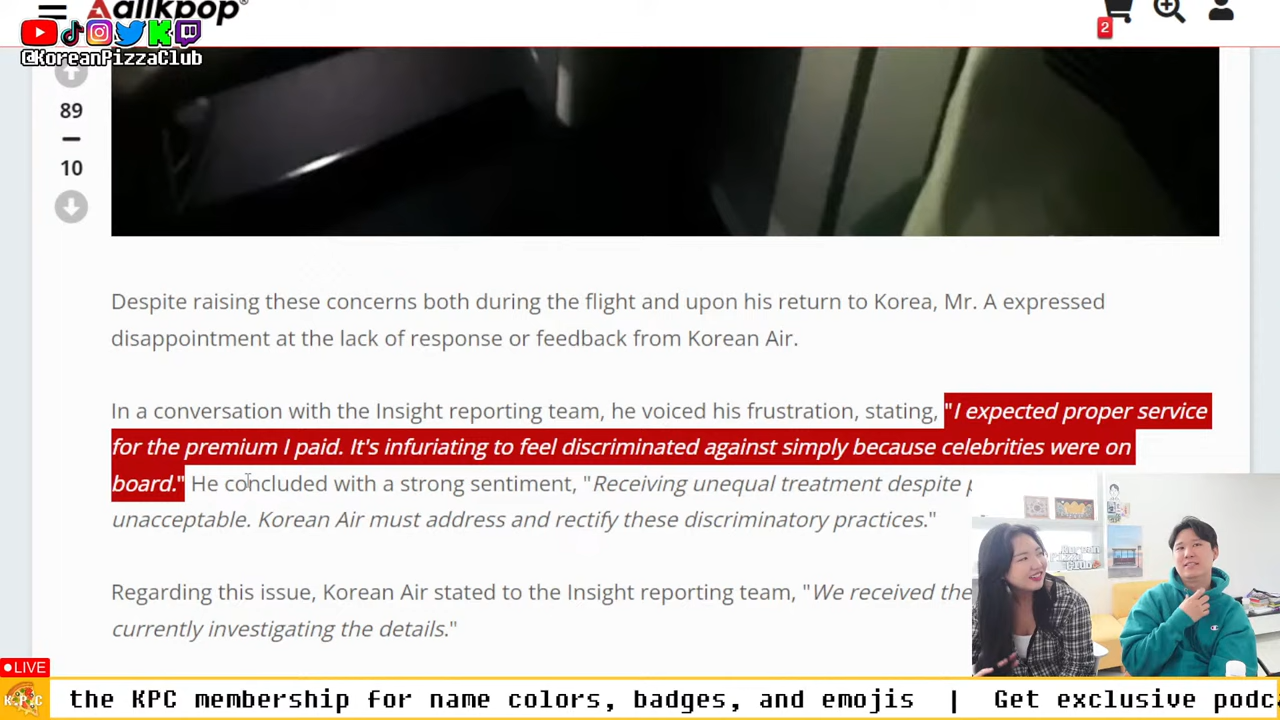 allkpop®
2
@KoreanPizzaClub
89
10
Despite raising these concerns both during the flight and upon his return to Korea, Mr. A expressed
disappointment at the lack of response or feedback from Korean Air.
In a conversation with the Insight reporting team, he voiced his frustration, stating, "I expected proper service
for the premium I paid. It's infuriating to feel discriminated against simply because celebrities were on
board." He concluded with a strong sentiment, "Receiving unequal treatment despite
unacceptable. Korean Air must address and rectify these discriminatory practices."
Regarding this issue, Korean Air stated to the Insight reporting team, "We received the
currently investigating the details."
LIVE
KPC
the KPC membership for name colors, badges, and emojis | Get exclusive podc